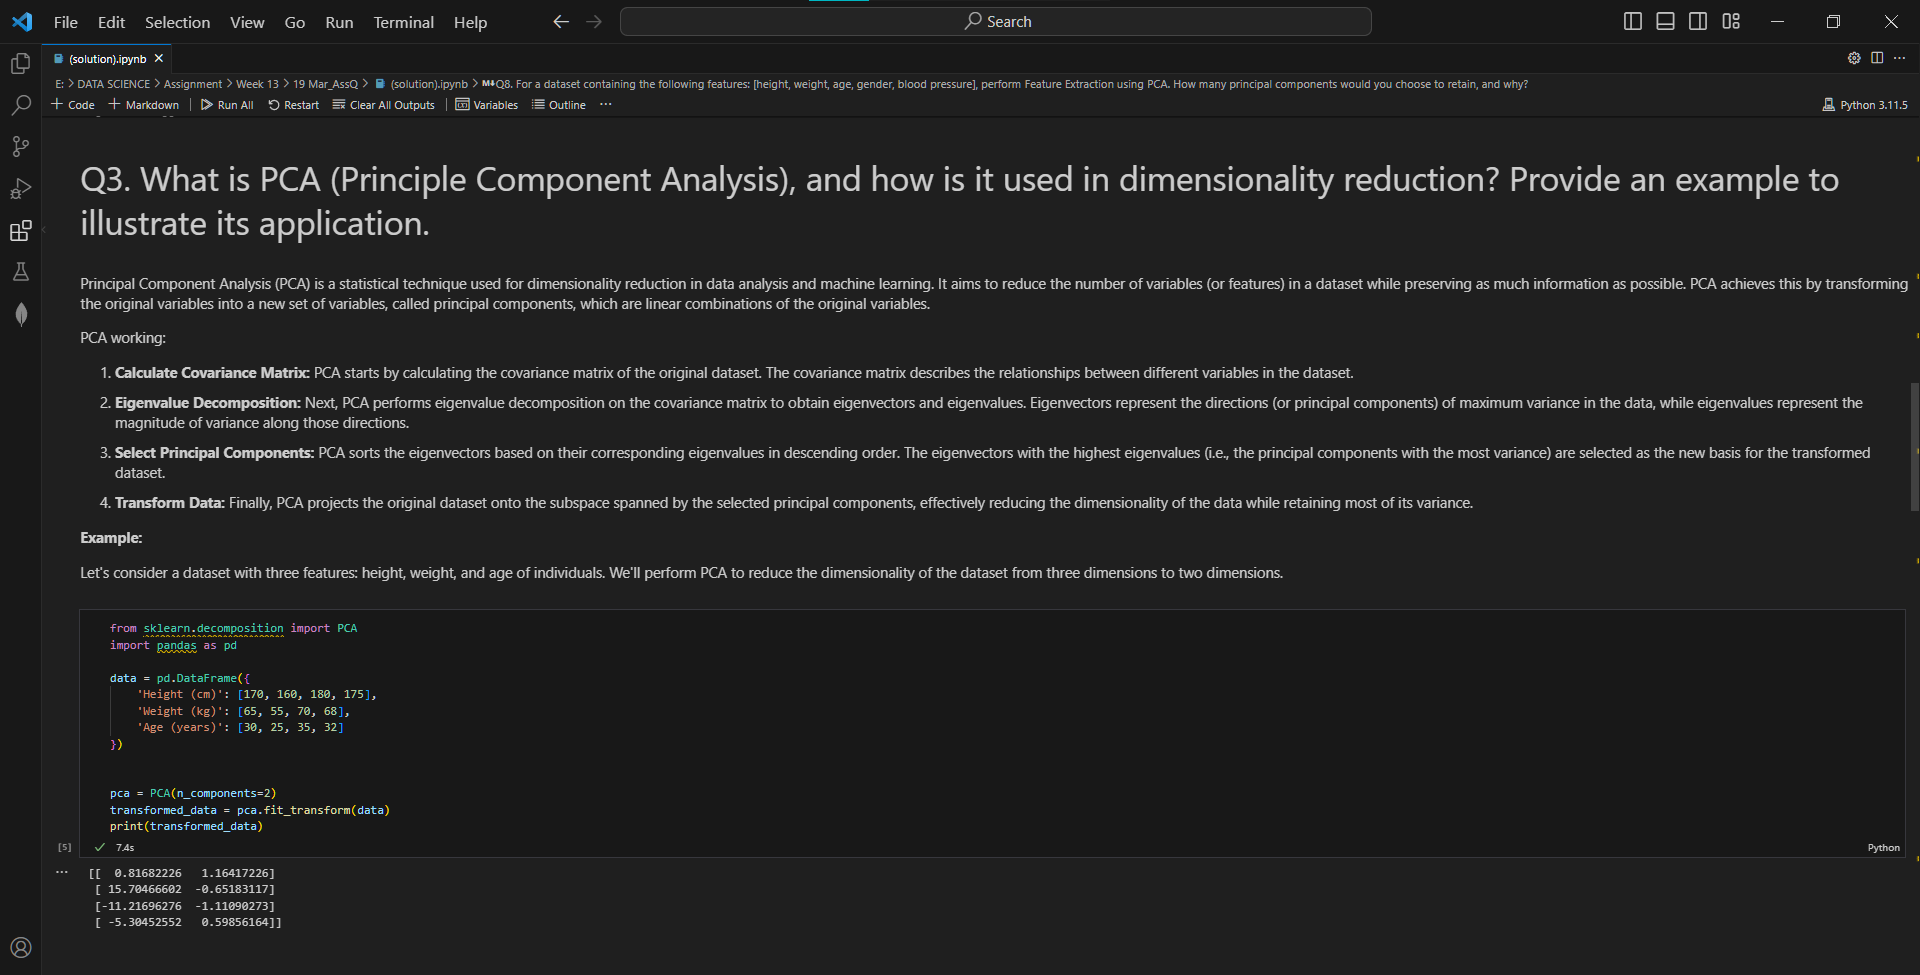 File Edit Selection View Go Run Terminal Help Search
(solution).ipynb
E: > DATA SCIENCE > Assignment > Week 13 > 19 Mar_AssQ > (solution).ipynb > M↓Q8. For a dataset containing the following features: [height, weight, age, gender, blood pressure], perform Feature Extraction using PCA. How many principal components would you choose to retain, and why?
+ Code + Markdown Run All Restart Clear All Outputs Variables Outline ... Python 3.11.5
Q3. What is PCA (Principle Component Analysis), and how is it used in dimensionality reduction? Provide an example to
illustrate its application.
Principal Component Analysis (PCA) is a statistical technique used for dimensionality reduction in data analysis and machine learning. It aims to reduce the number of variables (or features) in a dataset while preserving as much information as possible. PCA achieves this by transforming
the original variables into a new set of variables, called principal components, which are linear combinations of the original variables.
PCA working:
1. Calculate Covariance Matrix: PCA starts by calculating the covariance matrix of the original dataset. The covariance matrix describes the relationships between different variables in the dataset.
2. Eigenvalue Decomposition: Next, PCA performs eigenvalue decomposition on the covariance matrix to obtain eigenvectors and eigenvalues. Eigenvectors represent the directions (or principal components) of maximum variance in the data, while eigenvalues represent the
magnitude of variance along those directions.
3. Select Principal Components: PCA sorts the eigenvectors based on their corresponding eigenvalues in descending order. The eigenvectors with the highest eigenvalues (i.e., the principal components with the most variance) are selected as the new basis for the transformed
dataset.
4. Transform Data: Finally, PCA projects the original dataset onto the subspace spanned by the selected principal components, effectively reducing the dimensionality of the data while retaining most of its variance.
Example:
Let's consider a dataset with three features: height, weight, and age of individuals. We'll perform PCA to reduce the dimensionality of the dataset from three dimensions to two dimensions.
from sklearn.decomposition import PCA
import pandas as pd
data = pd.DataFrame({
'Height (cm)': [170, 160, 180, 175],
'Weight (kg)': [65, 55, 70, 68],
'Age (years)': [30, 25, 35, 32]
})
pca = PCA(n_components=2)
transformed_data = pca.fit_transform(data)
print(transformed_data)
[5] ✓ 7.4s Python
... [[ 0.81682226 1.16417226]
[ 15.70466602 -0.65183117]
[-11.21696276 -1.11090273]
[ -5.30452552 0.59856164]]